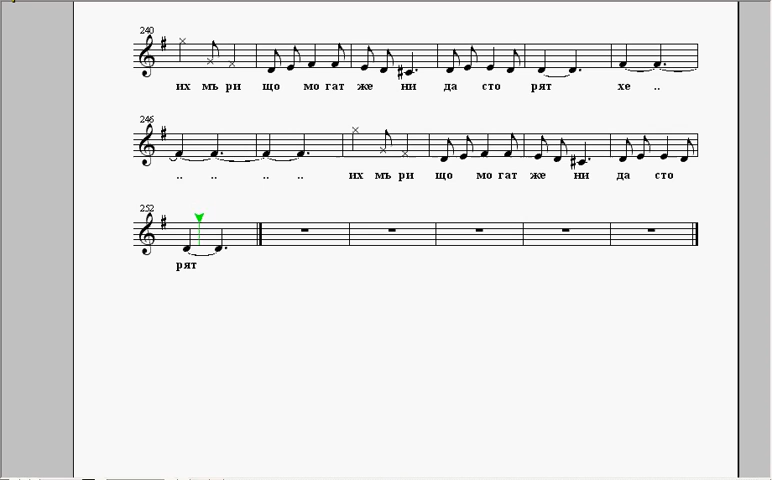 240
их мъ ри що мо гат же ни да сто рят хе ..
246
.. .. .. .. их мъ ри що мо гат же ни да сто
252
рят